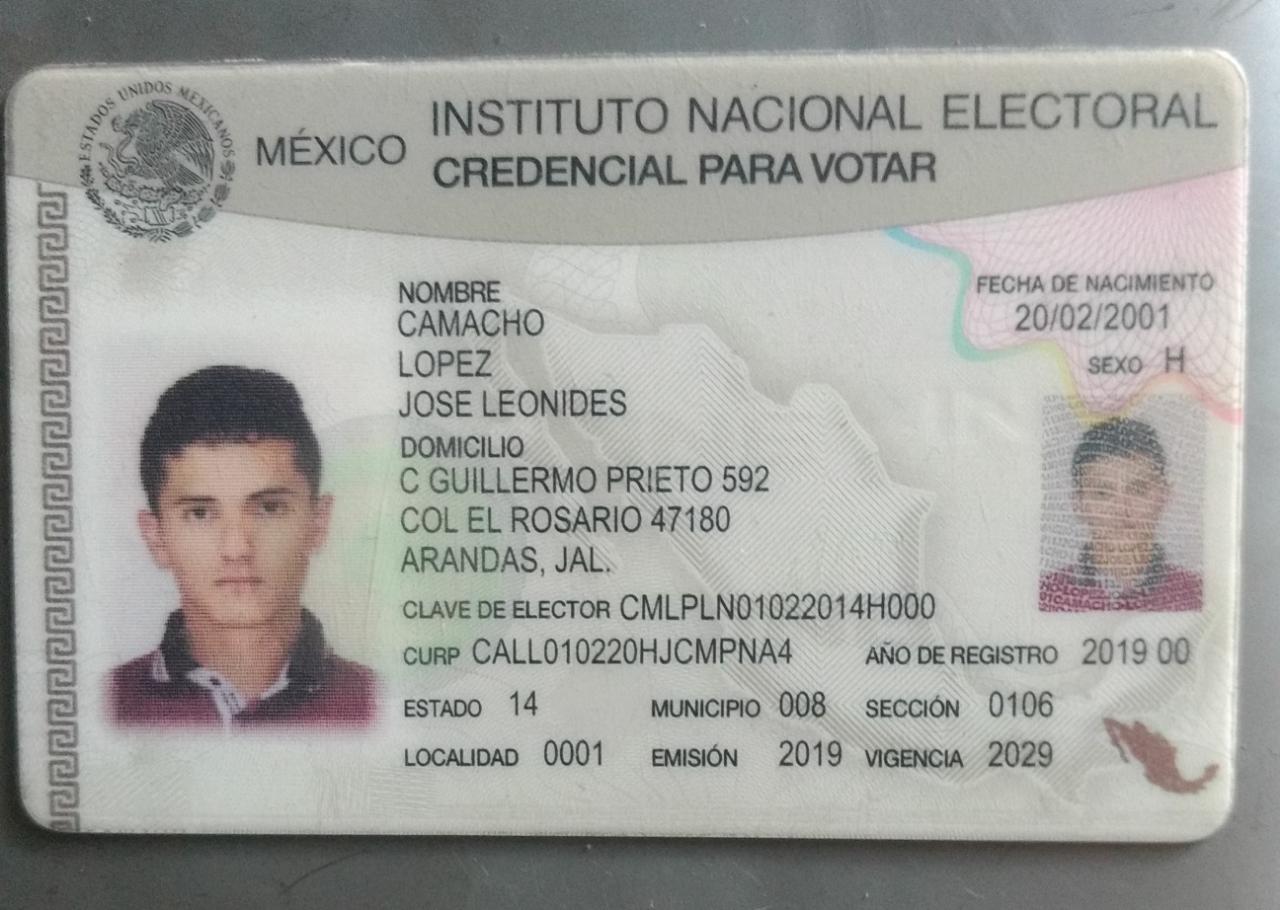 ESTADOS UNIDOS MEXICANOS
MÉXICO
INSTITUTO NACIONAL ELECTORAL
CREDENCIAL PARA VOTAR
NOMBRE
CAMACHO
LOPEZ
JOSE LEONIDES
FECHA DE NACIMIENTO
20/02/2001
SEXO H
DOMICILIO
C GUILLERMO PRIETO 592
COL EL ROSARIO 47180
ARANDAS, JAL.
CLAVE DE ELECTOR CMLPLN01022014H000
CURP CALL010220HJCMPNA4 AÑO DE REGISTRO 2019 00
ESTADO 14 MUNICIPIO 008 SECCIÓN 0106
LOCALIDAD 0001 EMISIÓN 2019 VIGENCIA 2029